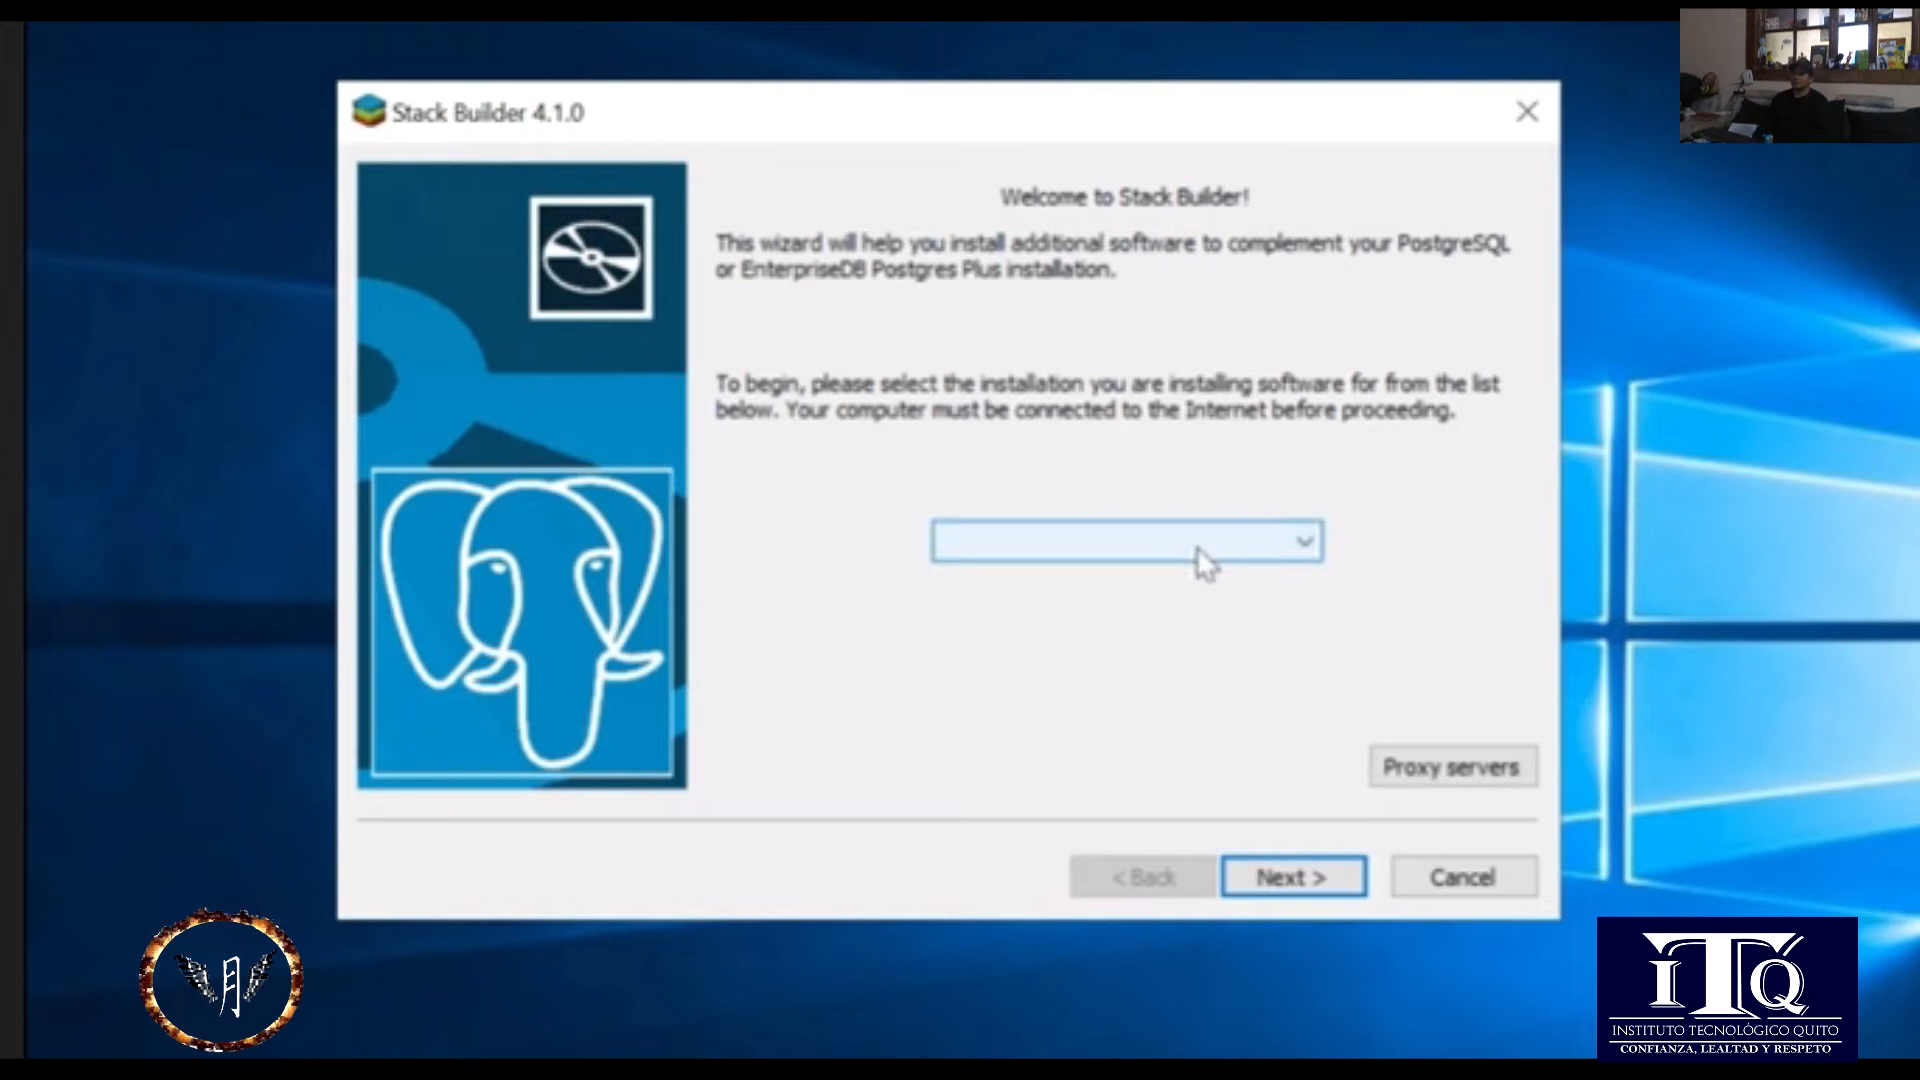 Stack Builder 4.1.0
Welcome to Stack Builder!
This wizard will help you install additional software to complement your PostgreSQL
or EnterpriseDB Postgres Plus installation.
To begin, please select the installation you are installing software for from the list
below. Your computer must be connected to the Internet before proceeding.
Proxy servers
< Back
Next >
Cancel
月
ITQ
INSTITUTO TECNOLÓGICO QUITO
CONFIANZA, LEALTAD Y RESPETO